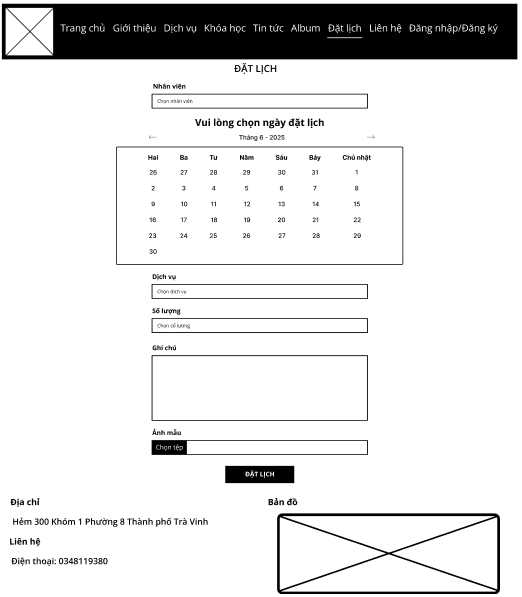 Trang chủ Giới thiệu Dịch vụ Khóa học Tin tức Album Đặt lịch Liên hệ Đăng nhập/Đăng ký
ĐẶT LỊCH
Nhân viên
Chọn nhân viên
Vui lòng chọn ngày đặt lịch
Tháng 6 - 2025
Hai Ba Tư Năm Sáu Bảy Chủ nhật
26 27 28 29 30 31 1
2 3 4 5 6 7 8
9 10 11 12 13 14 15
16 17 18 19 20 21 22
23 24 25 26 27 28 29
30
Dịch vụ
Chọn dịch vụ
Số lượng
Chọn số lượng
Ghi chú
Ảnh mẫu
Chọn tệp
ĐẶT LỊCH
Địa chỉ
Hẻm 300 Khóm 1 Phường 8 Thành phố Trà Vinh
Liên hệ
Điện thoại: 0348119380
Bản đồ